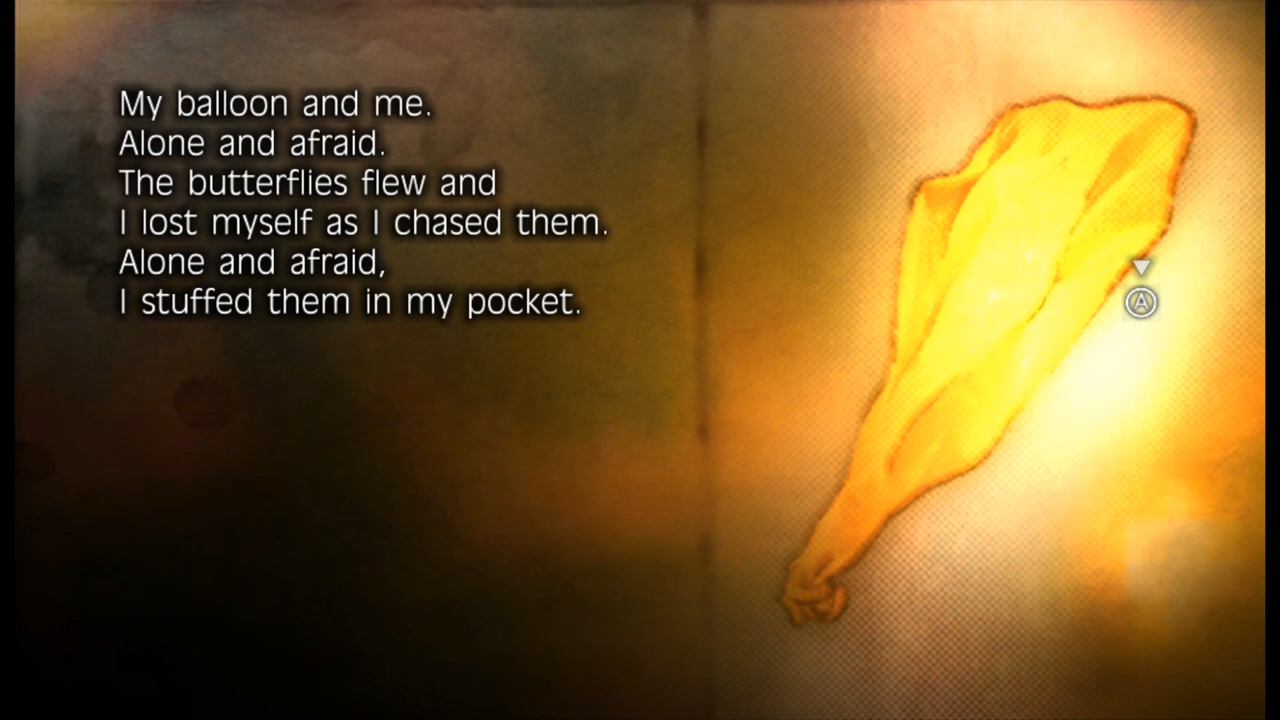 My balloon and me.
Alone and afraid.
The butterflies flew and
I lost myself as I chased them.
Alone and afraid,
I stuffed them in my pocket.
A